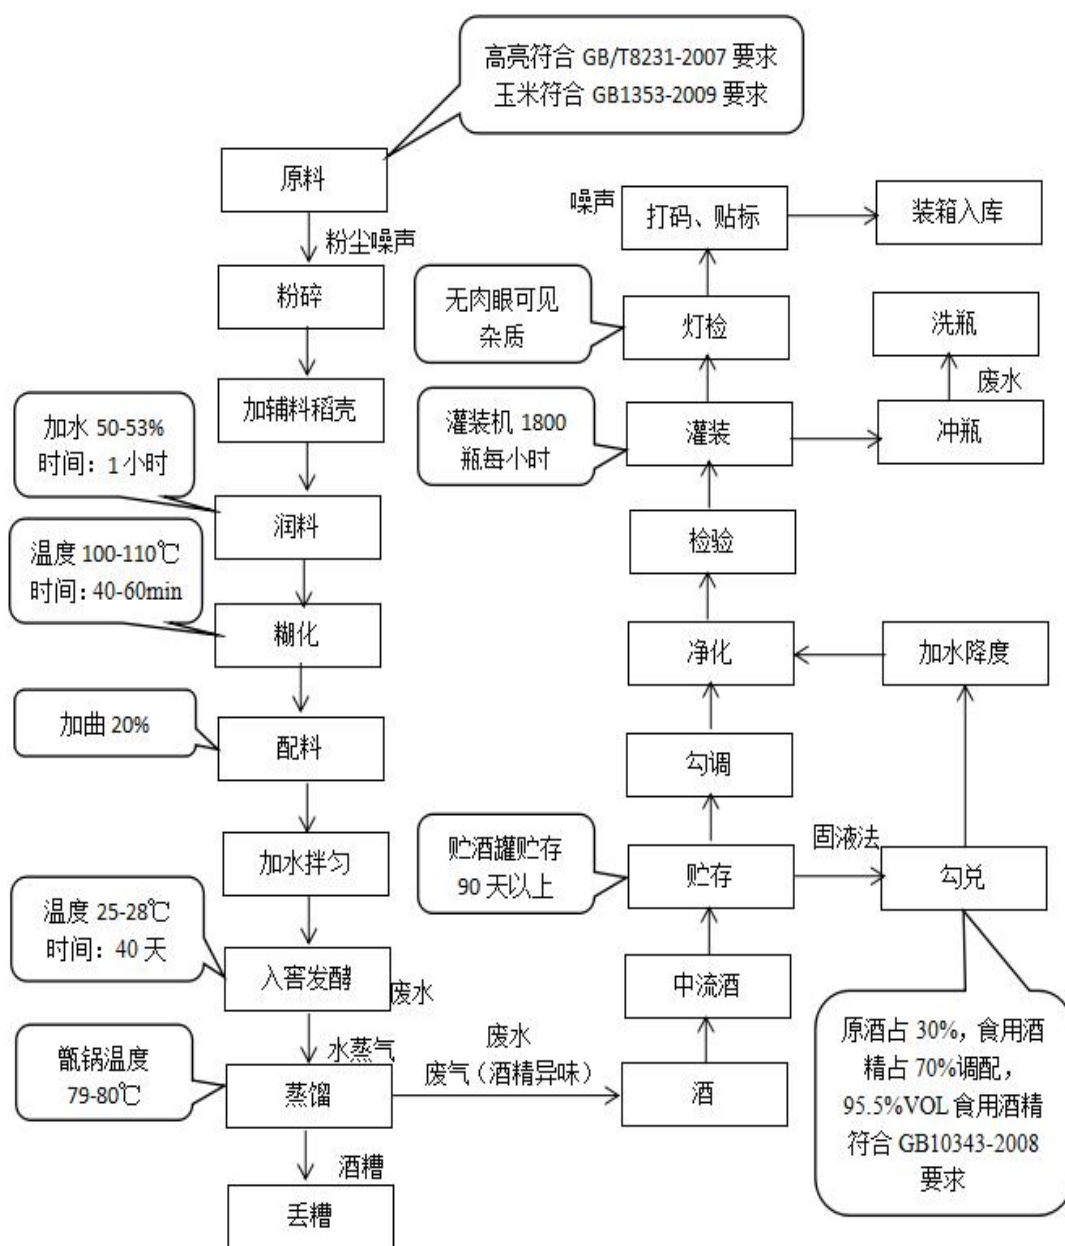 高亮符合 GB/T8231-2007 要求
玉米符合 GB1353-2009 要求
原料
粉尘噪声
粉碎
加辅料稻壳
加水 50-53%
时间：1 小时
润料
温度 100-110℃
时间：40-60min
糊化
加曲 20%
配料
加水拌匀
温度 25-28℃
时间：40 天
入窖发酵
废水
水蒸气
甑锅温度
79-80℃
蒸馏
酒糟
丢糟
废水
废气（酒精异味）
酒
中流酒
贮酒罐贮存
90 天以上
贮存
固液法
勾兑
原酒占 30%，食用酒
精占 70%调配，
95.5%VOL 食用酒精
符合 GB10343-2008
要求
勾调
加水降度
净化
检验
灌装机 1800
瓶每小时
灌装
冲瓶
废水
洗瓶
无肉眼可见
杂质
灯检
噪声
打码、贴标
装箱入库